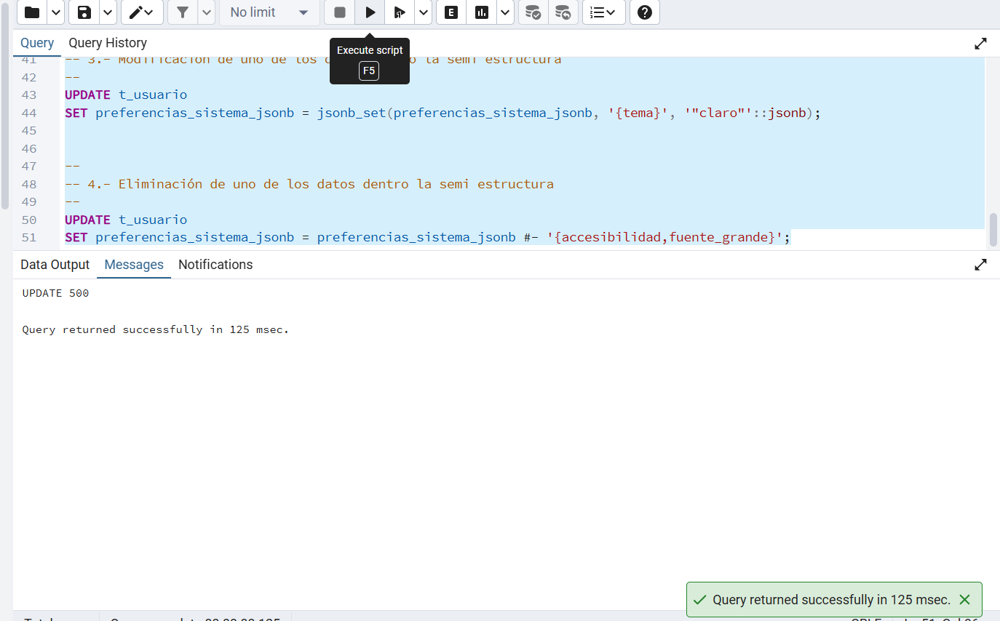 No limit
Query Query History
Execute script
F5
41 -- 3.- Modificación de uno de los d o la semi estructura
42 --
43 UPDATE t_usuario
44 SET preferencias_sistema_jsonb = jsonb_set(preferencias_sistema_jsonb, '{tema}', '"claro"'::jsonb);
45
46
47 --
48 -- 4.- Eliminación de uno de los datos dentro la semi estructura
49 --
50 UPDATE t_usuario
51 SET preferencias_sistema_jsonb = preferencias_sistema_jsonb #- '{accesibilidad,fuente_grande}';
Data Output Messages Notifications
UPDATE 500
Query returned successfully in 125 msec.
Query returned successfully in 125 msec.